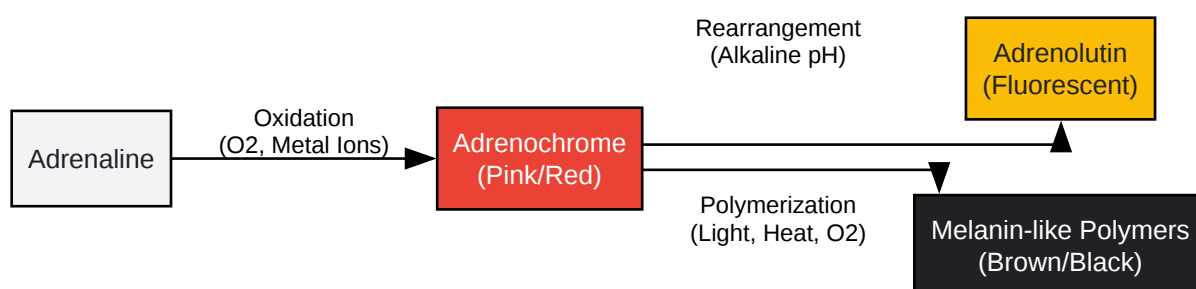 Rearrangement
(Alkaline pH)
Adrenolutin
(Fluorescent)
Oxidation
(O2, Metal Ions)
Adrenaline
Adrenochrome
(Pink/Red)
Polymerization
(Light, Heat, O2)
Melanin-like Polymers
(Brown/Black)